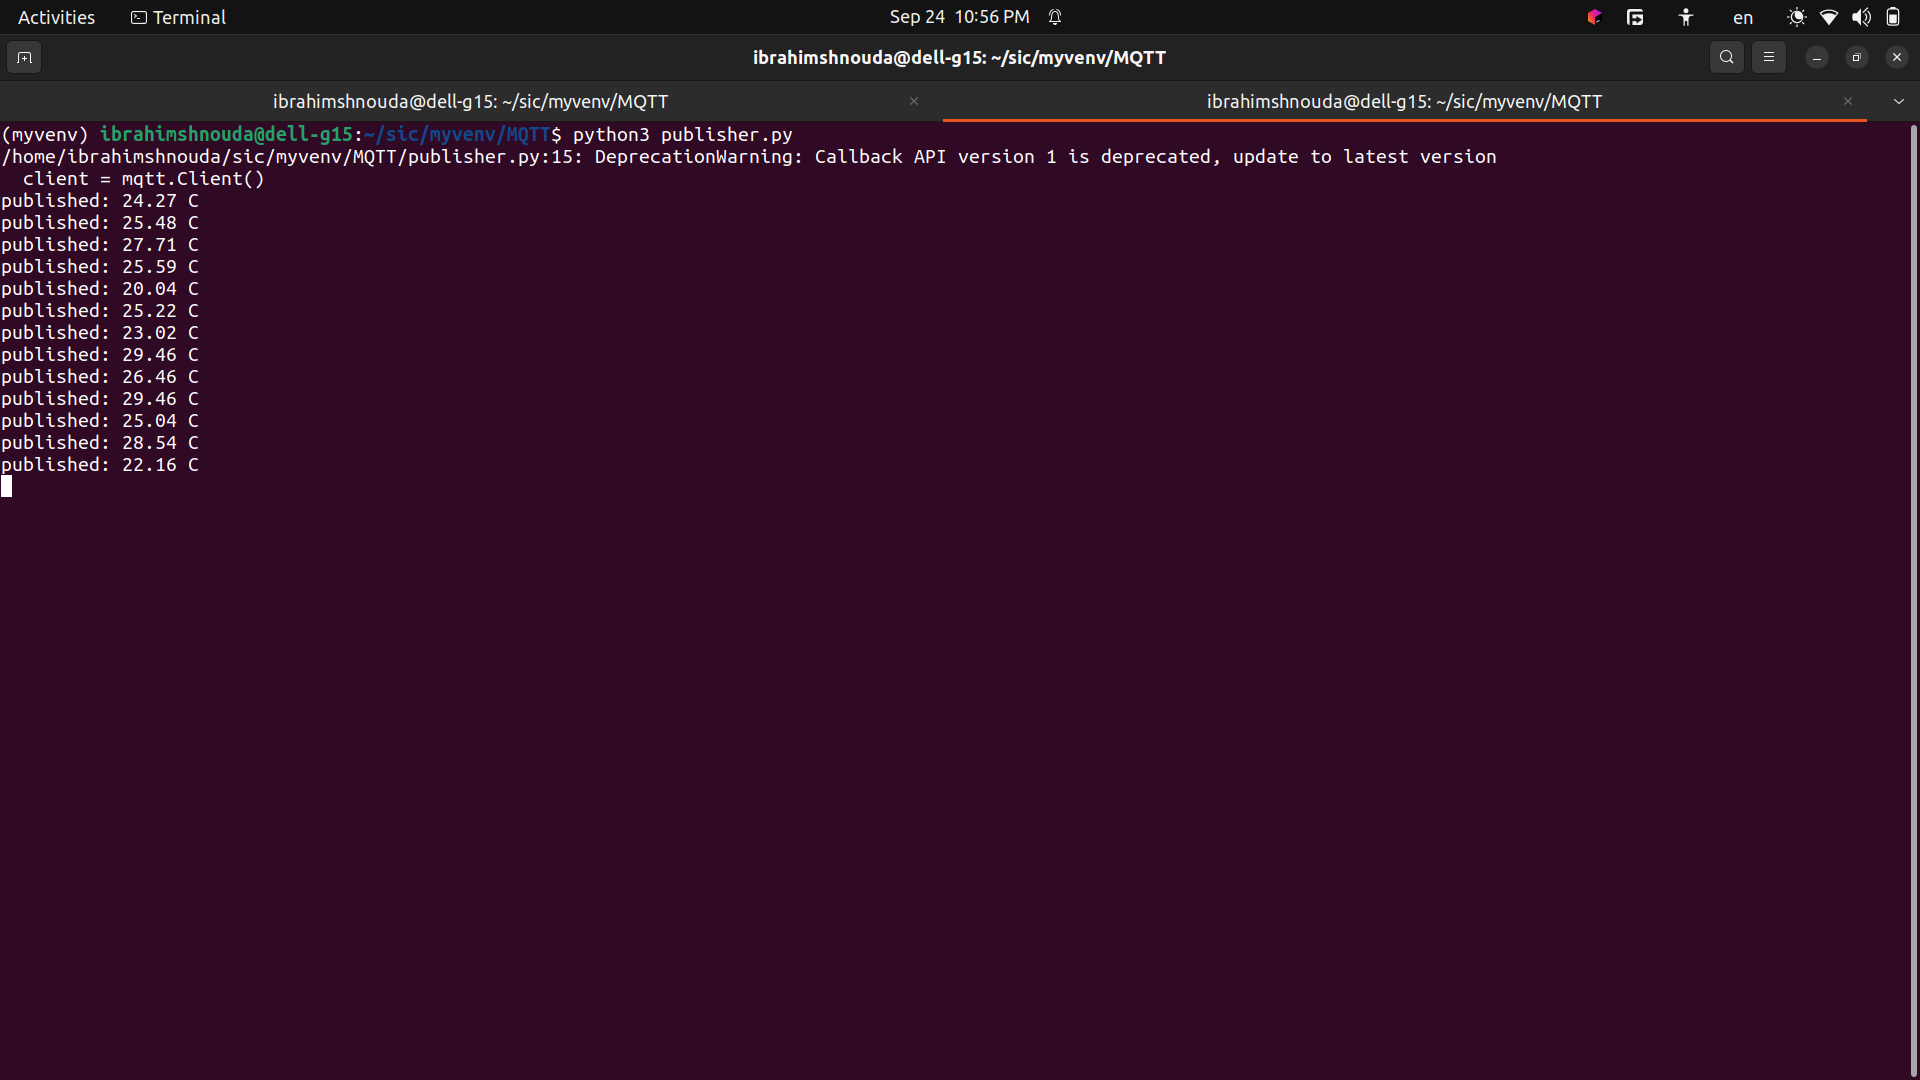 Activities Terminal Sep 24 10:56 PM en
ibrahimshnouda@dell-g15: ~/sic/myvenv/MQTT
ibrahimshnouda@dell-g15: ~/sic/myvenv/MQTT ibrahimshnouda@dell-g15: ~/sic/myvenv/MQTT
(myvenv) ibrahimshnouda@dell-g15:~/sic/myvenv/MQTT$ python3 publisher.py
/home/ibrahimshnouda/sic/myvenv/MQTT/publisher.py:15: DeprecationWarning: Callback API version 1 is deprecated, update to latest version
  client = mqtt.Client()
published: 24.27 C
published: 25.48 C
published: 27.71 C
published: 25.59 C
published: 20.04 C
published: 25.22 C
published: 23.02 C
published: 29.46 C
published: 26.46 C
published: 29.46 C
published: 25.04 C
published: 28.54 C
published: 22.16 C